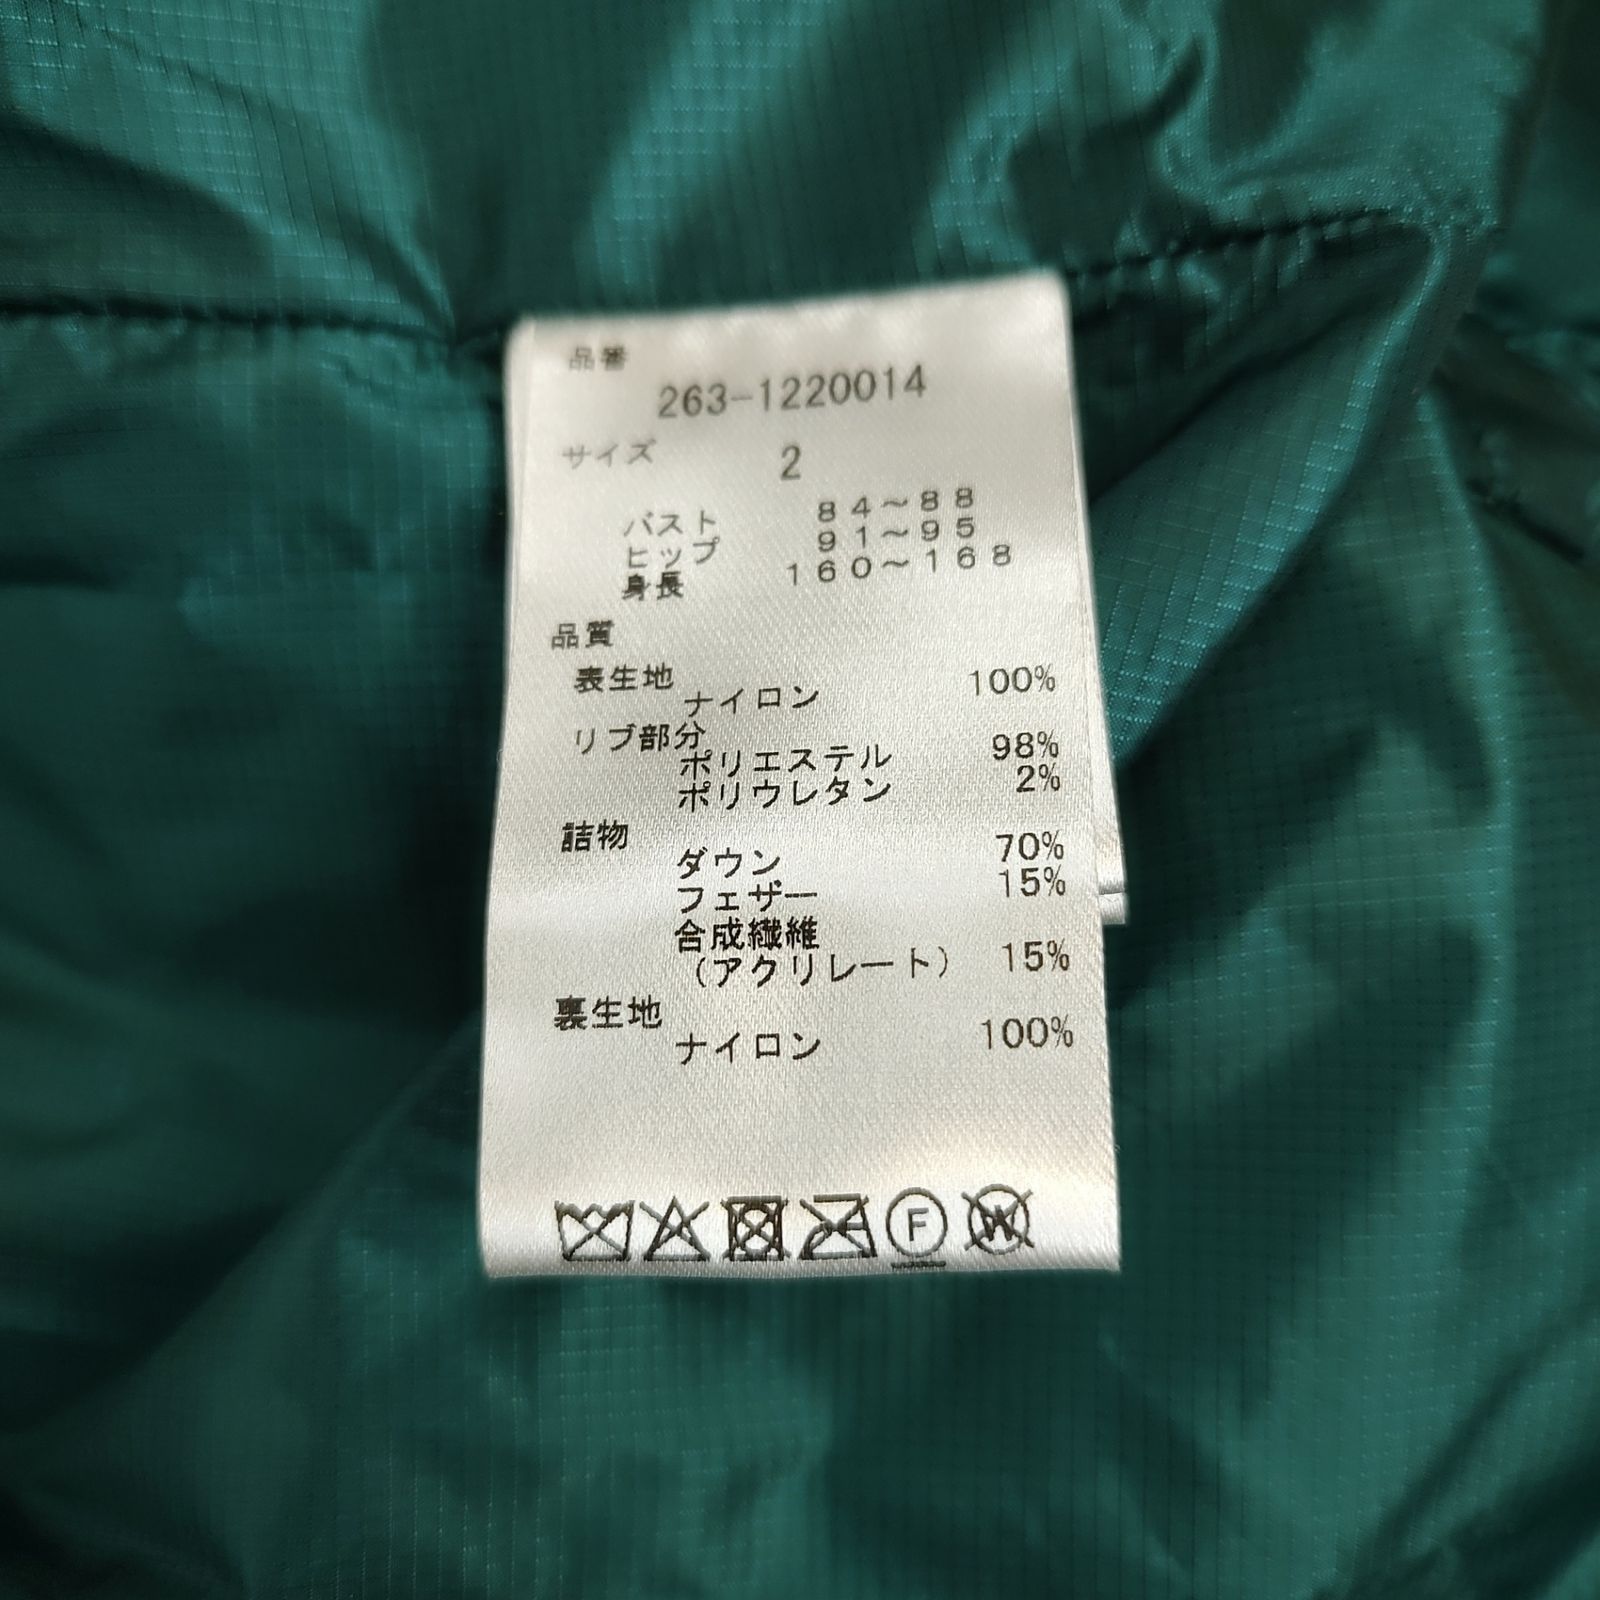 品番
263-1220014
サイズ 2
バスト 84〜88
ヒップ 91〜95
身長 160〜168
品質
表生地
ナイロン 100%
リブ部分
ポリエステル 98%
ポリウレタン 2%
詰物
ダウン 70%
フェザー 15%
合成繊維
(アクリレート) 15%
裏生地
ナイロン 100%
F W